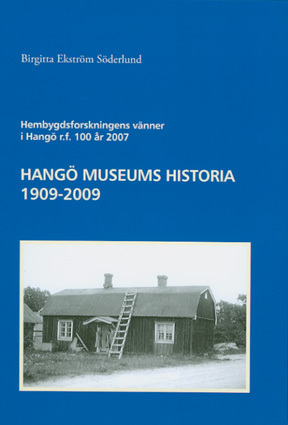 Birgitta Ekström Söderlund
Hembygdsforskningens vänner
i Hangö r.f. 100 år 2007
HANGÖ MUSEUMS HISTORIA
1909-2009